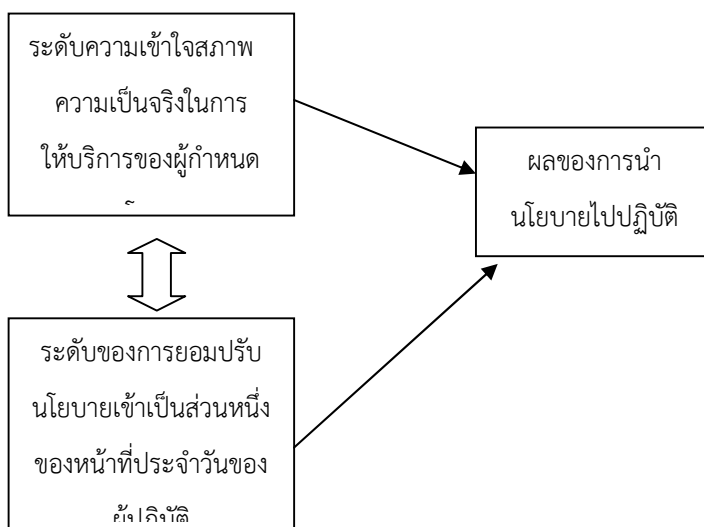 ระดับความเข้าใจสภาพ
ความเป็นจริงในการ
ให้บริการของผู้กำหนด
ผลของการนำ
นโยบายไปปฏิบัติ
ระดับของการยอมปรับ
นโยบายเข้าเป็นส่วนหนึ่ง
ของหน้าที่ประจำวันของ
ผู้ปฏิบัติ